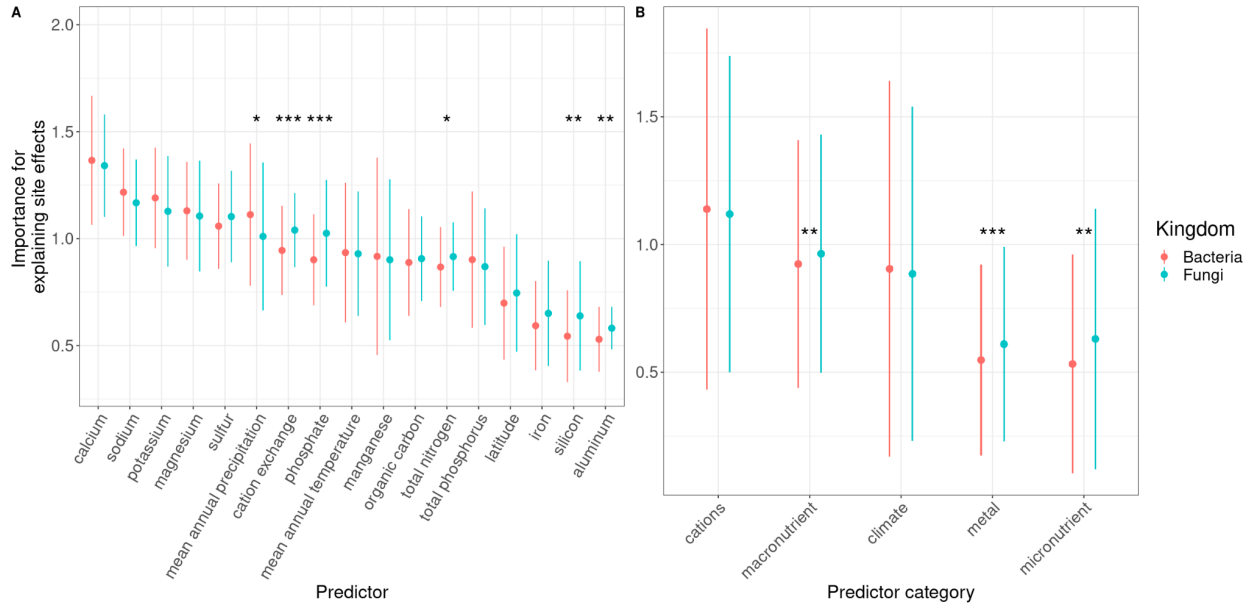 A
2.0
1.5
1.0
0.5
Importance for
explaining site effects
* *** *** * ** **
calcium
sodium
potassium
magnesium
sulfur
mean annual precipitation
cation exchange
phosphate
mean annual temperature
manganese
organic carbon
total nitrogen
total phosphorus
latitude
iron
silicon
aluminum
Predictor
B
1.5
1.0
0.5
** *** **
cations
macronutrient
climate
metal
micronutrient
Predictor category
Kingdom
Bacteria
Fungi